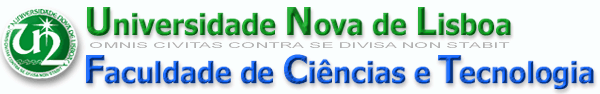 Universidade Nova de Lisboa
OMNIS CIVITAS CONTRA SE DIVISA NON STABIT
Faculdade de Ciências e Tecnologia